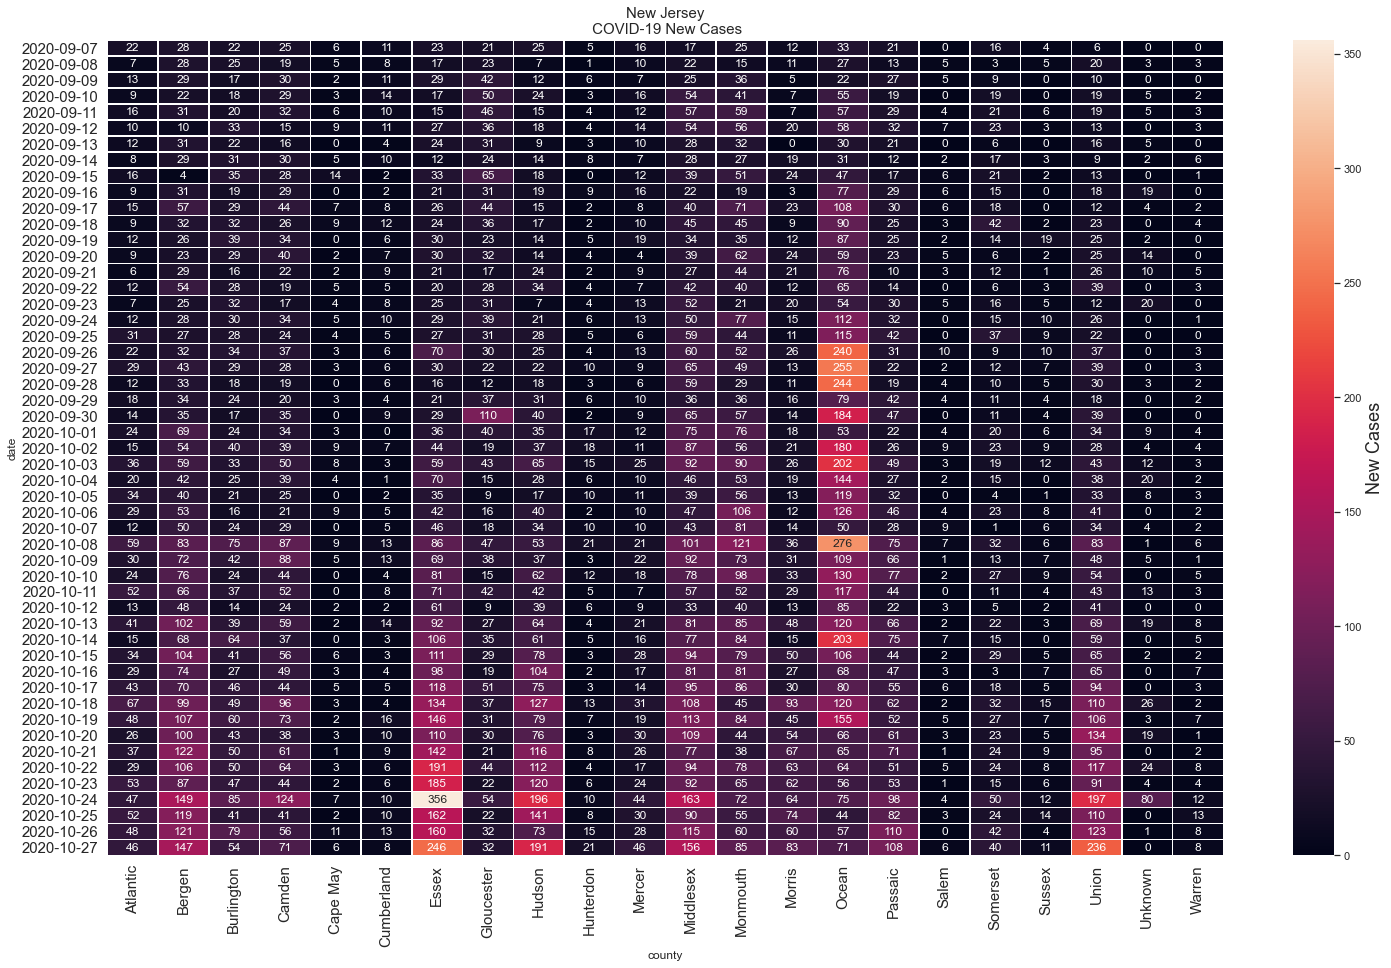 New Jersey
COVID-19 New Cases
2020-09-07 22 28 22 25 6 11 23 21 25 5 16 17 25 12 33 21 0 16 4 6 0 0
2020-09-08 7 28 25 19 5 8 17 23 7 1 10 22 15 11 27 13 5 3 5 20 3 3
2020-09-09 13 29 17 30 2 11 29 42 12 6 7 25 36 5 22 27 5 9 0 10 0 0
2020-09-10 9 22 18 29 3 14 17 50 24 3 16 54 41 7 55 19 0 19 0 19 5 2
2020-09-11 16 31 20 32 6 10 15 46 15 4 12 57 59 7 57 29 4 21 6 19 5 3
2020-09-12 10 10 33 15 9 11 27 36 18 4 14 54 56 20 58 32 7 23 3 13 0 3
2020-09-13 12 31 22 16 0 4 24 31 9 3 10 28 32 0 30 21 0 6 0 16 5 0
2020-09-14 8 29 31 30 5 10 12 24 14 8 7 28 27 19 31 12 2 17 3 9 2 6
2020-09-15 16 4 35 28 14 2 33 65 18 0 12 39 51 24 47 17 6 21 2 13 0 1
2020-09-16 9 31 19 29 0 2 21 31 19 9 16 22 19 3 77 29 6 15 0 18 19 0
2020-09-17 15 57 29 44 7 8 26 44 15 2 8 40 71 23 108 30 6 18 0 12 4 2
2020-09-18 9 32 32 26 9 12 24 36 17 2 10 45 45 9 90 25 3 42 2 23 0 4
2020-09-19 12 26 39 34 0 6 30 23 14 5 19 34 35 12 87 25 2 14 19 25 2 0
2020-09-20 9 23 29 40 2 7 30 32 14 4 4 39 62 24 59 23 5 6 2 25 14 0
2020-09-21 6 29 16 22 2 9 21 17 24 2 9 27 44 21 76 10 3 12 1 26 10 5
2020-09-22 12 54 28 19 5 5 20 28 34 4 7 42 40 12 65 14 0 6 3 39 0 3
2020-09-23 7 25 32 17 4 8 25 31 7 4 13 52 21 20 54 30 5 16 5 12 20 0
2020-09-24 12 28 30 34 5 10 29 39 21 6 13 50 77 15 112 32 0 15 10 26 0 1
2020-09-25 31 27 28 24 4 5 27 31 28 5 6 59 44 11 115 42 0 37 9 22 0 0
2020-09-26 22 32 34 37 3 6 70 30 25 4 13 60 52 26 240 31 10 9 10 37 0 3
2020-09-27 29 43 29 28 3 6 30 22 22 10 9 65 49 13 255 22 2 12 7 39 0 3
2020-09-28 12 33 18 19 0 6 16 12 18 3 6 59 29 11 244 19 4 10 5 30 3 2
2020-09-29 18 34 24 20 3 4 18 37 31 6 10 36 36 16 79 42 4 11 4 18 0 2
2020-09-30 14 35 17 35 0 9 29 110 40 2 9 65 57 14 184 47 0 11 4 39 0 0
2020-10-01 24 69 24 34 3 0 36 40 35 17 12 75 76 18 53 22 4 20 6 34 9 4
2020-10-02 15 54 40 39 9 7 44 19 37 18 11 87 56 21 180 26 9 23 9 28 4 4
2020-10-03 36 59 33 50 8 3 59 43 65 15 25 92 90 26 202 49 3 19 12 43 12 3
2020-10-04 20 42 25 39 4 1 70 15 28 6 10 46 53 19 144 27 2 15 0 38 20 2
2020-10-05 34 40 21 25 0 2 35 9 17 10 11 39 56 13 119 32 0 4 1 33 8 3
2020-10-06 29 53 16 21 9 5 42 16 40 2 10 47 106 12 126 46 4 23 8 41 0 2
2020-10-07 12 50 24 29 0 5 46 18 34 10 10 43 81 14 50 28 9 1 6 34 4 2
2020-10-08 59 83 75 87 9 13 86 47 53 21 21 101 121 36 276 75 7 32 6 83 1 6
2020-10-09 30 72 42 88 5 13 69 38 37 3 22 92 73 31 109 66 1 13 7 48 5 1
2020-10-10 24 76 24 44 0 4 81 15 62 12 18 78 98 33 130 77 2 27 9 54 0 5
2020-10-11 52 66 37 52 0 8 71 42 42 5 7 57 52 29 117 44 0 11 4 43 13 3
2020-10-12 13 48 14 24 2 2 61 9 39 6 9 33 40 13 85 22 3 5 2 41 0 0
2020-10-13 41 102 39 59 2 14 92 27 64 4 21 81 85 48 120 66 2 22 3 69 19 8
2020-10-14 15 68 64 37 0 3 106 35 61 5 16 77 84 15 203 75 7 15 0 59 0 5
2020-10-15 34 104 41 56 6 3 111 29 78 3 28 94 79 50 106 44 2 29 5 65 2 2
2020-10-16 29 74 27 49 3 4 98 19 104 2 17 81 81 27 68 47 3 3 7 65 0 7
2020-10-17 43 70 46 44 5 5 118 51 75 3 14 95 86 30 80 55 6 18 5 94 0 3
2020-10-18 67 99 49 96 3 4 134 37 127 13 31 108 45 93 120 62 2 32 15 110 26 2
2020-10-19 48 107 60 73 2 16 146 31 79 7 19 113 84 45 155 52 5 27 7 106 3 7
2020-10-20 26 100 43 38 3 10 110 30 76 3 30 109 44 54 66 61 3 23 5 134 19 1
2020-10-21 37 122 50 61 1 9 142 21 116 8 26 77 38 67 65 71 1 24 9 95 0 2
2020-10-22 29 106 50 64 3 6 191 44 112 4 17 94 78 63 64 51 5 24 8 117 24 8
2020-10-23 53 87 47 44 2 6 185 22 120 6 24 92 65 62 56 53 1 15 6 91 4 4
2020-10-24 47 149 85 124 7 10 356 54 196 10 44 163 72 64 75 98 4 50 12 197 80 12
2020-10-25 52 119 41 41 2 10 162 22 141 8 30 90 55 74 44 82 3 24 14 110 0 13
2020-10-26 48 121 79 56 11 13 160 32 73 15 28 115 60 60 57 110 0 42 4 123 1 8
2020-10-27 46 147 54 71 6 8 246 32 191 21 46 156 85 83 71 108 6 40 11 236 0 8
Atlantic Bergen Burlington Camden Cape May Cumberland Essex Gloucester Hudson Hunterdon Mercer Middlesex Monmouth Morris Ocean Passaic Salem Somerset Sussex Union Unknown Warren
county
date
350
300
250
200
150
100
50
0
New Cases